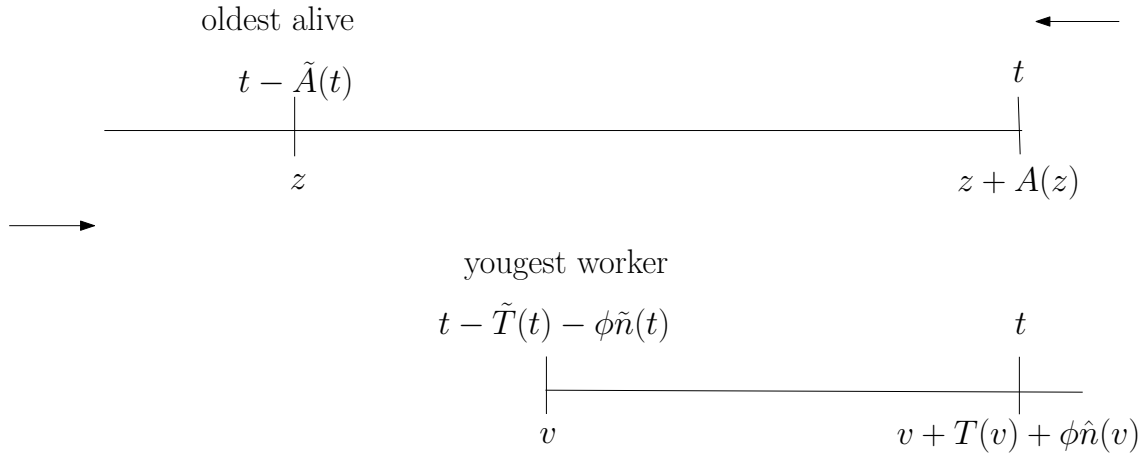 oldest alive
t − Ã(t)
t
z
z + A(z)
yougest worker
t − T̃(t) − ϕñ(t)
t
v
v + T(v) + ϕn̂(v)